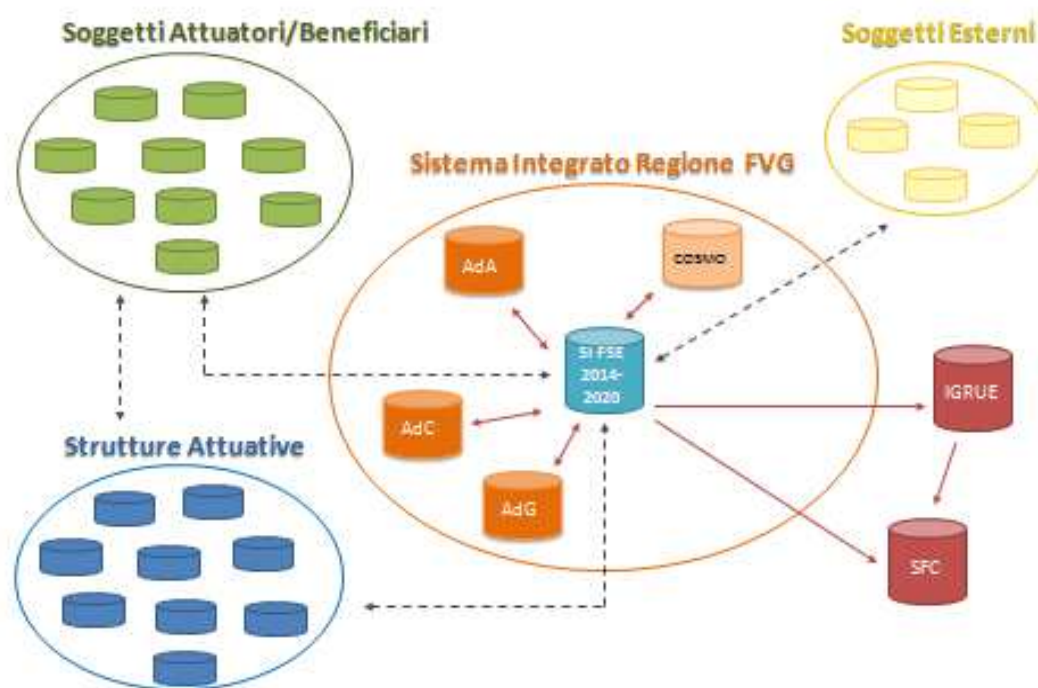 Soggetti Attuatori/Beneficiari
Soggetti Esterni
Sistema Integrato Regione FVG
AdA
COSMO
SI FSE
2014-
2020
IGRUE
AdC
Strutture Attuative
AdG
SFC